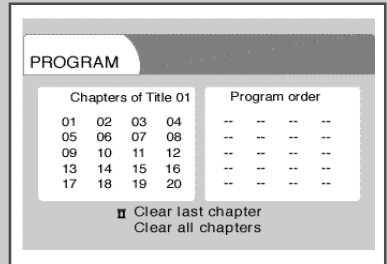 PROGRAM
Chapters of Title 01 Program order
01 02 03 04 -- -- -- --
05 06 07 08 -- -- -- --
09 10 11 12 -- -- -- --
13 14 15 16 -- -- -- --
17 18 19 20 -- -- -- --
Clear last chapter
Clear all chapters